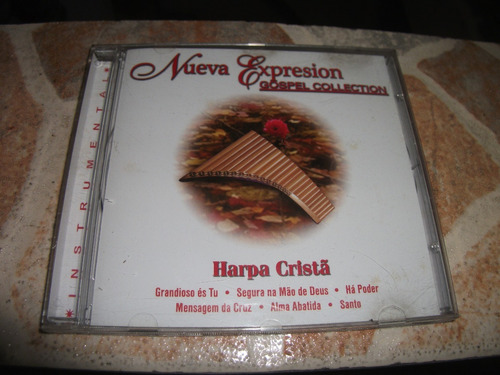 Nueva Expresion
GOSPEL COLLECTION
*INSTRUMENTAL*
Harpa Cristã
Grandioso és Tu • Segura na Mão de Deus • Há Poder
Mensagem da Cruz • Alma Abatida • Santo